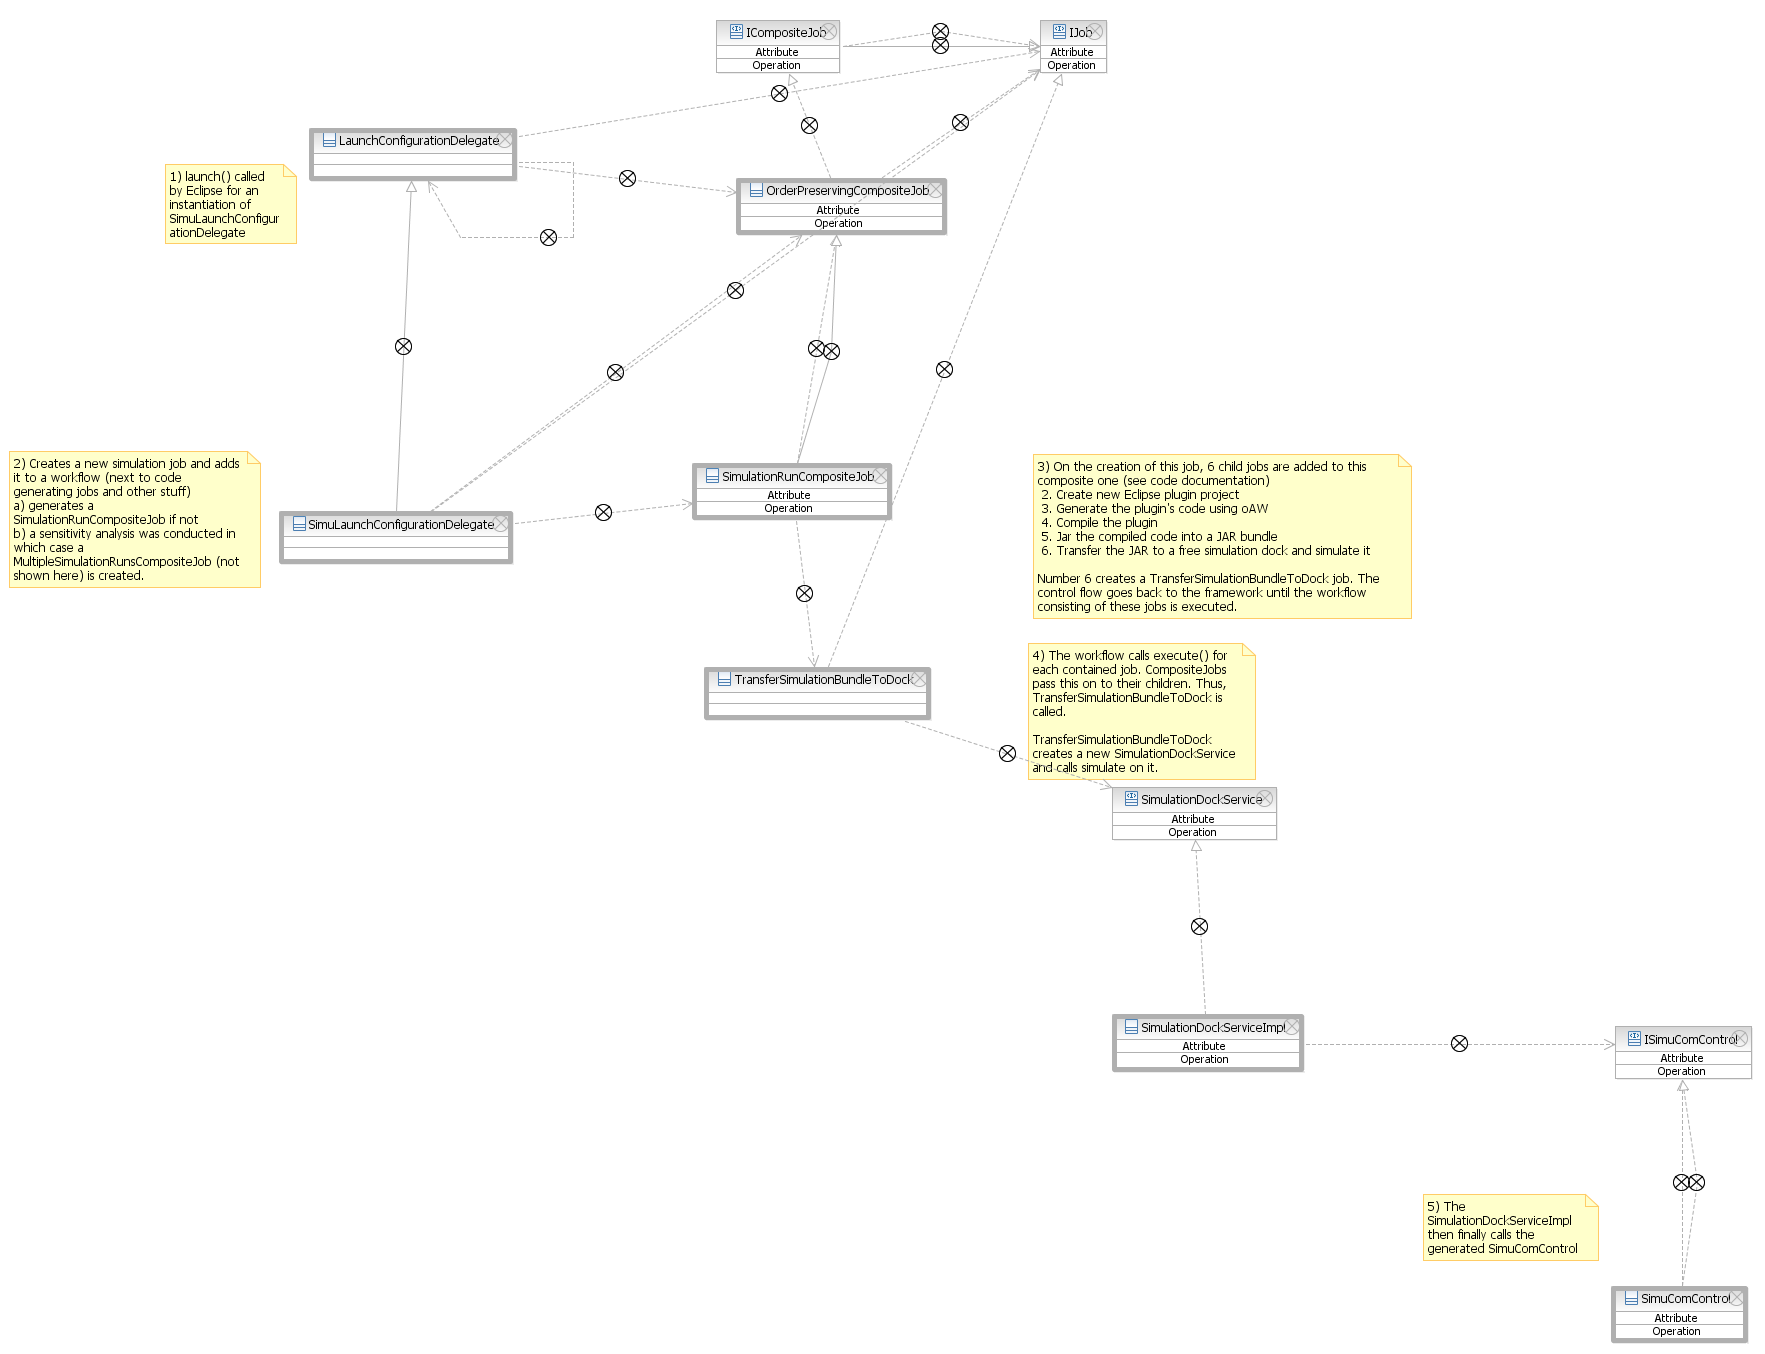 ICompositeJob
Attribute
Operation
IJob
Attribute
Operation
LaunchConfigurationDelegate
1) launch() called
by Eclipse for an
instantiation of
SimuLaunchConfigur
ationDelegate
OrderPreservingCompositeJob
Attribute
Operation
2) Creates a new simulation job and adds
it to a workflow (next to code
generating jobs and other stuff)
a) generates a
SimulationRunCompositeJob if not
b) a sensitivity analysis was conducted in
which case a
MultipleSimulationRunsCompositeJob (not
shown here) is created.
SimuLaunchConfigurationDelegate
SimulationRunCompositeJob
Attribute
Operation
3) On the creation of this job, 6 child jobs are added to this
composite one (see code documentation)
2. Create new Eclipse plugin project
3. Generate the plugin's code using oAW
4. Compile the plugin
5. Jar the compiled code into a JAR bundle
6. Transfer the JAR to a free simulation dock and simulate it
Number 6 creates a TransferSimulationBundleToDock job. The
control flow goes back to the framework until the workflow
consisting of these jobs is executed.
TransferSimulationBundleToDock
4) The workflow calls execute() for
each contained job. CompositeJobs
pass this on to their children. Thus,
TransferSimulationBundleToDock is
called.
TransferSimulationBundleToDock
creates a new SimulationDockService
and calls simulate on it.
SimulationDockService
Attribute
Operation
SimulationDockServiceImpl
Attribute
Operation
ISimuComControl
Attribute
Operation
5) The
SimulationDockServiceImpl
then finally calls the
generated SimuComControl
SimuComControl
Attribute
Operation